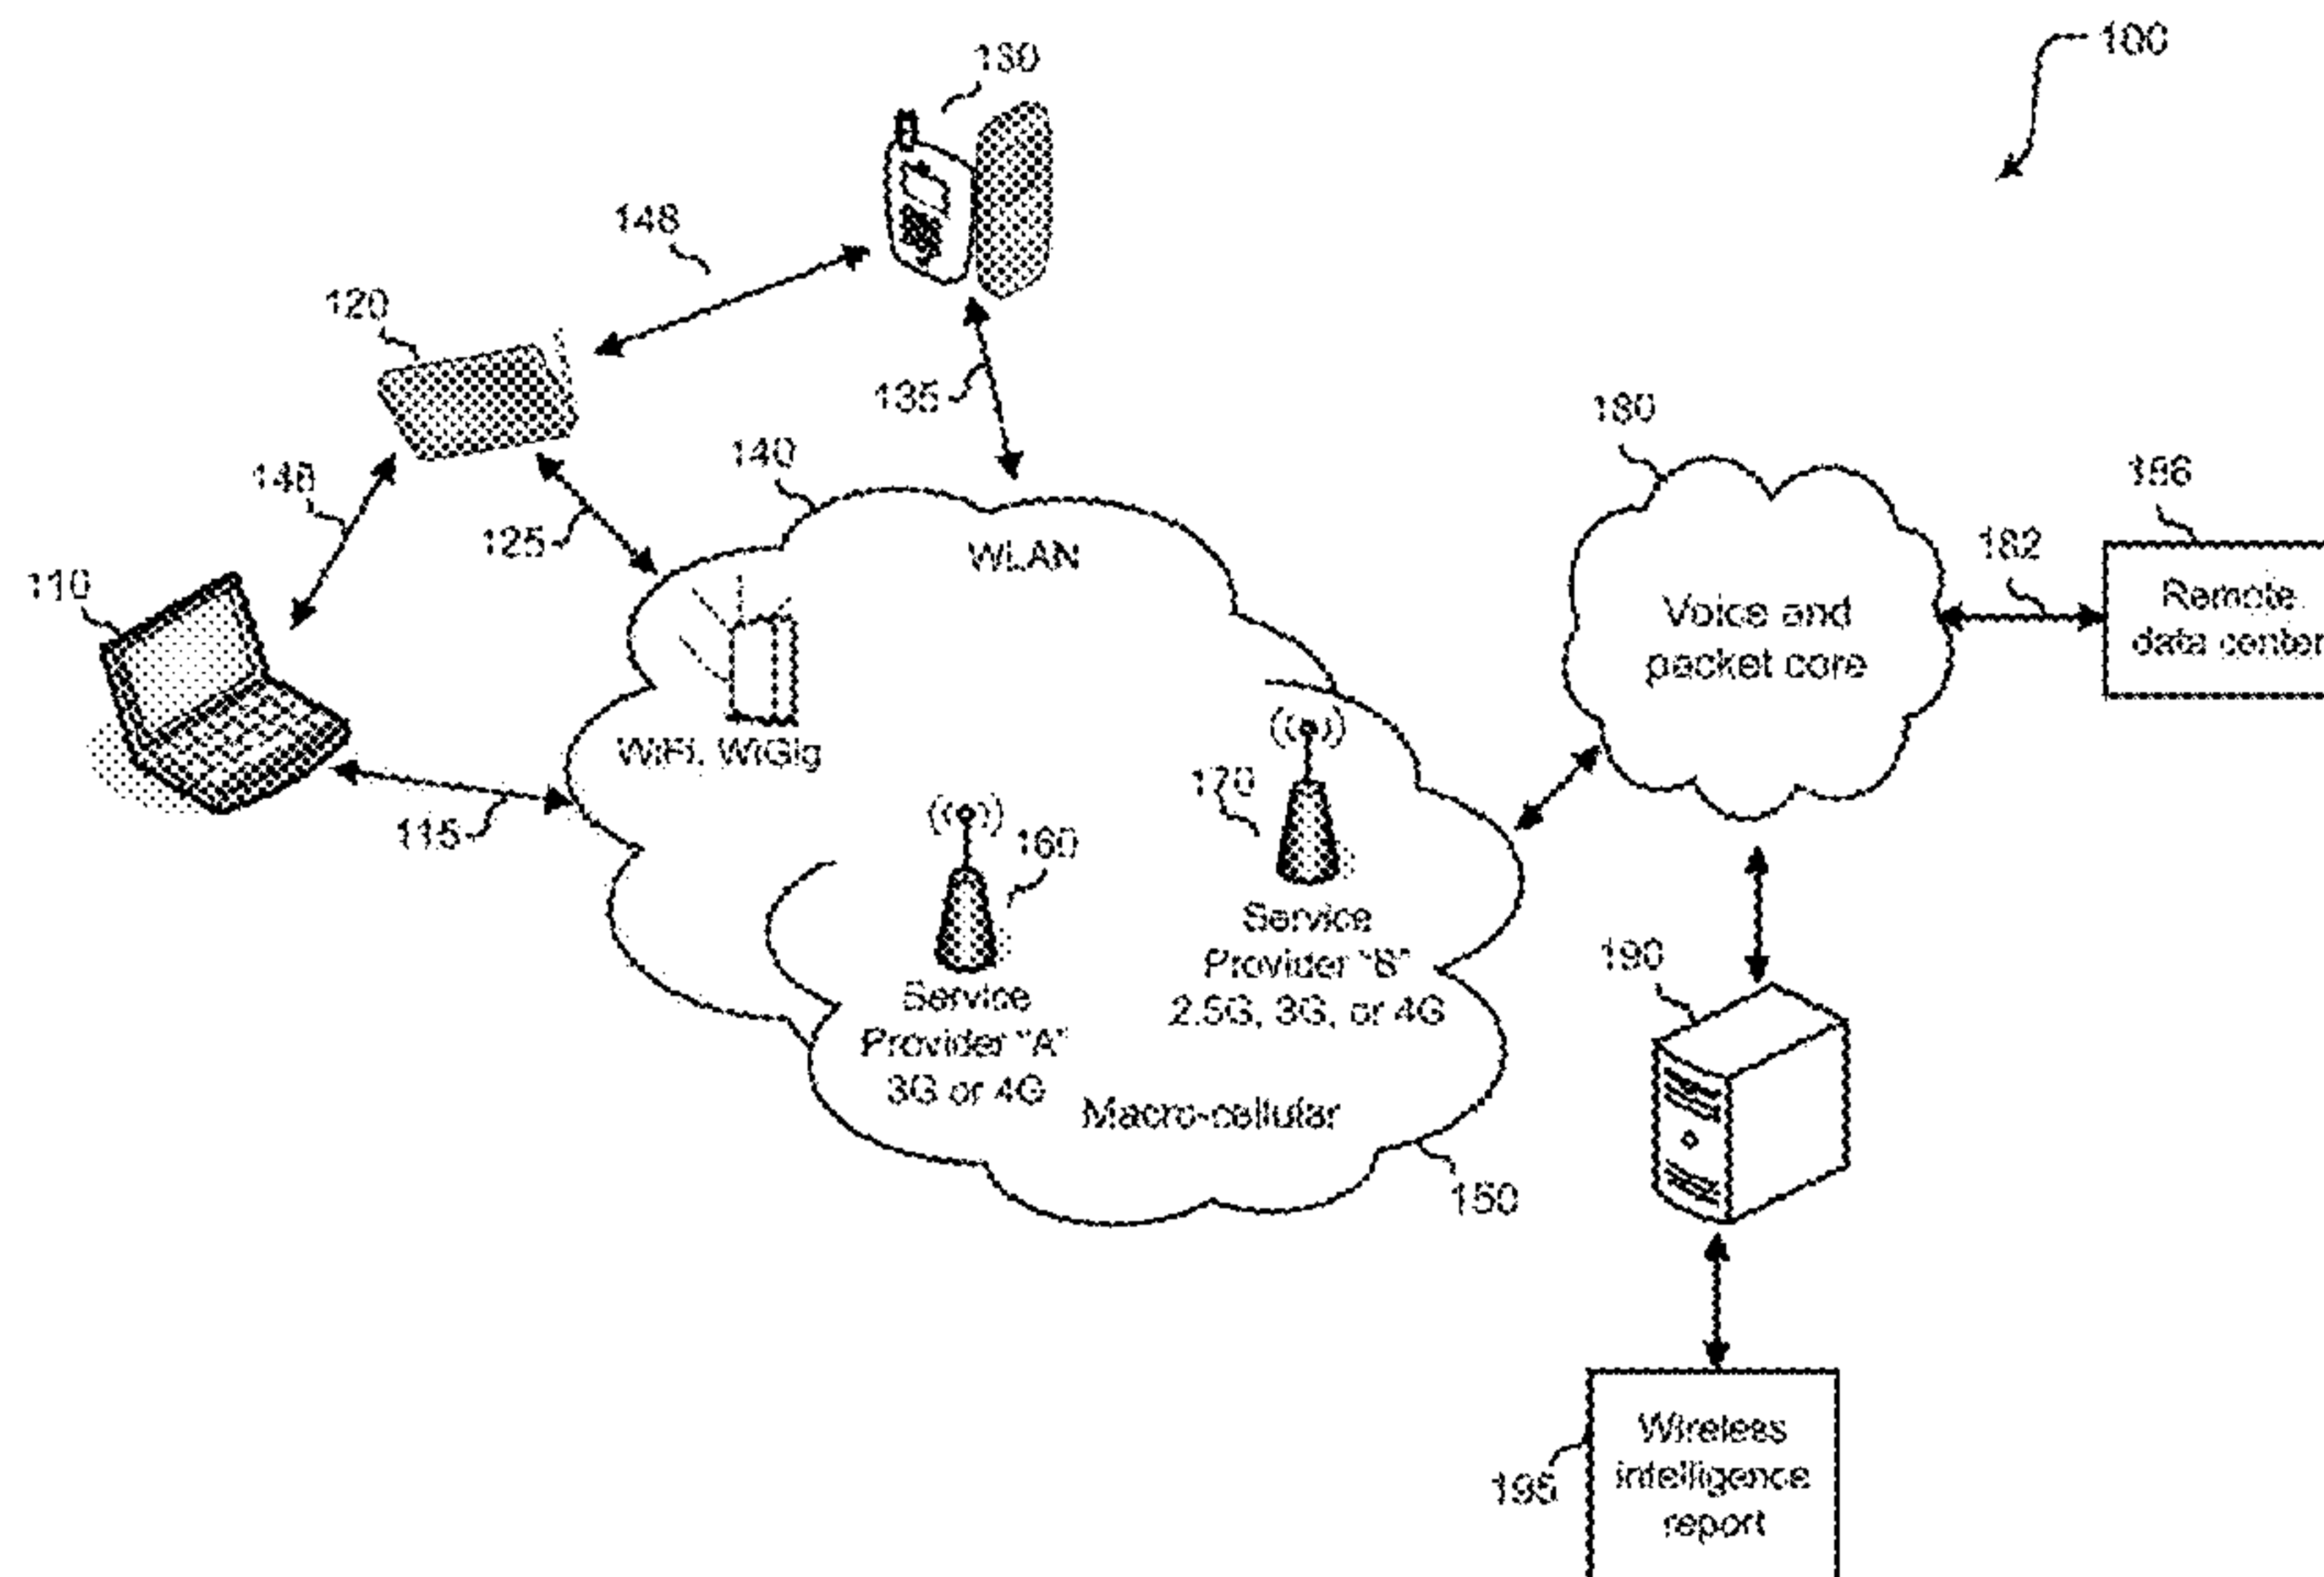 100
130
148
120
135
180
140
186
148
182
125
WLAN
110
Voice and
packet core
Remote
data center
WiFi, WiGig
170
115
160
Service
Provider "B"
2.5G, 3G, or 4G
190
Service
Provider "A"
3G or 4G
Macro-cellular
150
Wireless
intelligence
report
195